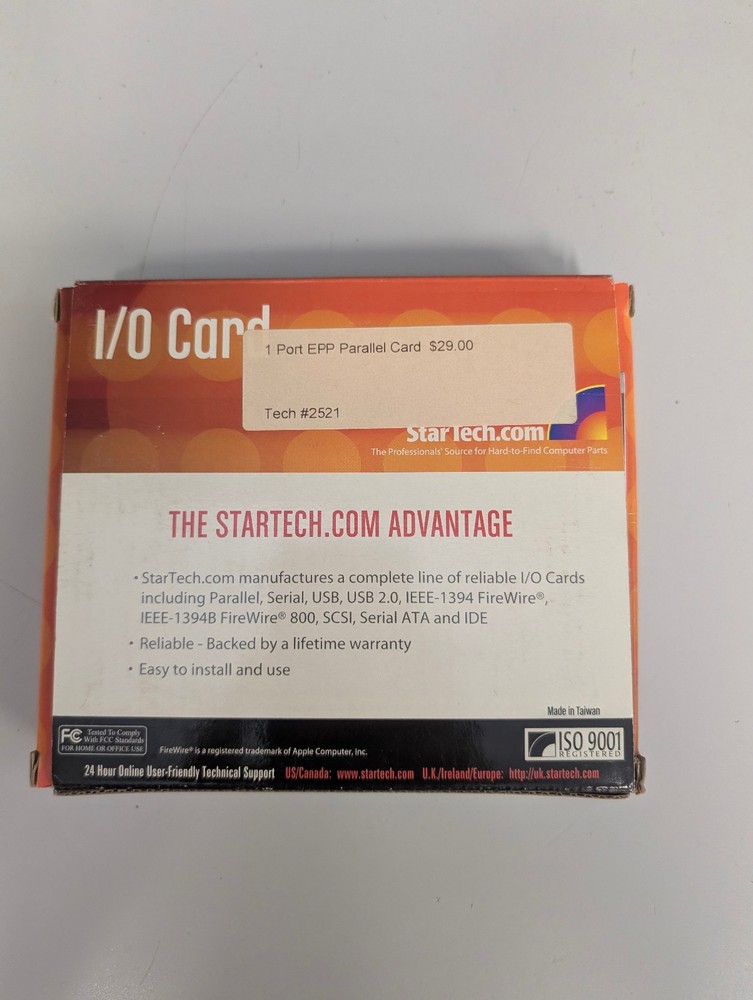 I/O Card
1 Port EPP Parallel Card $29.00
Tech #2521
StarTech.com
The Professionals' Source for Hard-to-Find Computer Parts
THE STARTECH.COM ADVANTAGE
• StarTech.com manufactures a complete line of reliable I/O Cards
including Parallel, Serial, USB, USB 2.0, IEEE-1394 FireWire®,
IEEE-1394B FireWire® 800, SCSI, Serial ATA and IDE
• Reliable - Backed by a lifetime warranty
• Easy to install and use
Made in Taiwan
FC Tested To Comply
With FCC Standards
FOR HOME OR OFFICE USE
FireWire® is a registered trademark of Apple Computer, Inc.
ISO 9001
REGISTERED
24 Hour Online User-Friendly Technical Support US/Canada: www.startech.com U.K./Ireland/Europe: http://uk.startech.com